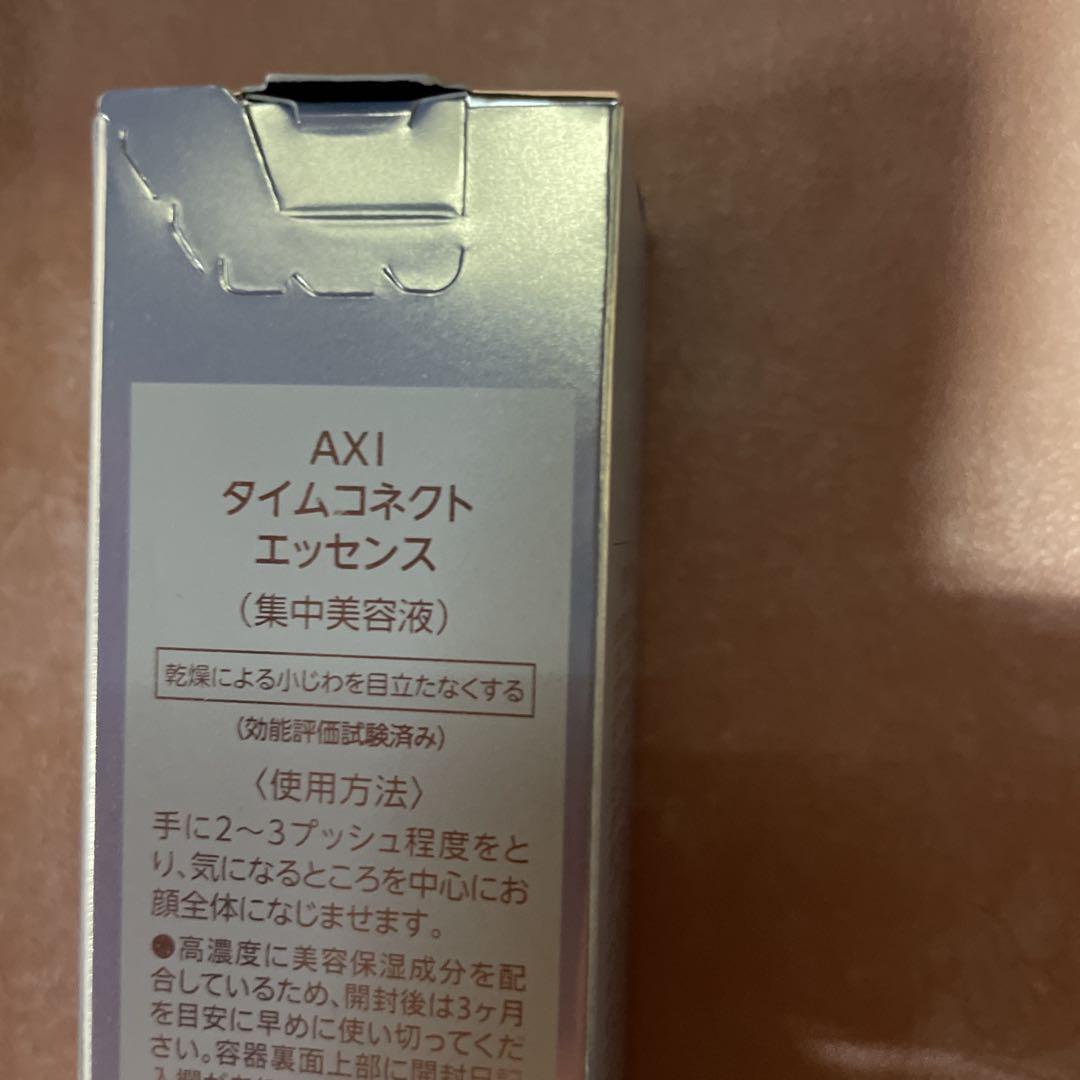 AXI
タイムコネクト
エッセンス
(集中美容液)
乾燥による小じわを目立たなくする
(効能評価試験済み)
〈使用方法〉
手に2〜3プッシュ程度をと
り、気になるところを中心にお
顔全体になじませます。
●高濃度に美容保湿成分を配
合しているため、開封後は3ヶ月
を目安に早めに使い切ってくだ
さい。容器裏面上部に開封日記